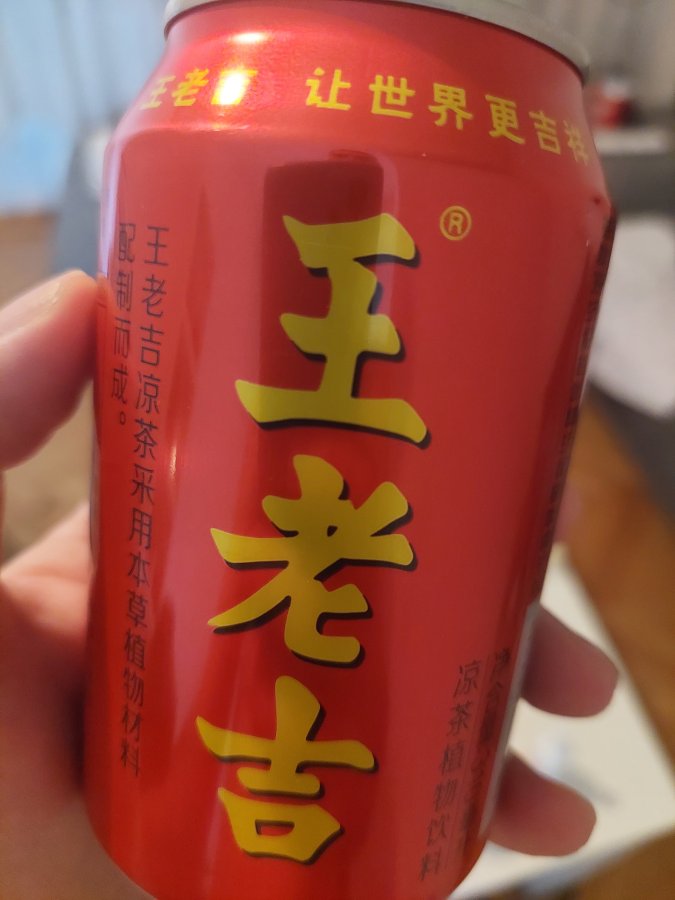 王老吉 让世界更吉祥
王老吉®
王老吉凉茶采用本草植物材料
配制而成。
凉茶植物饮料